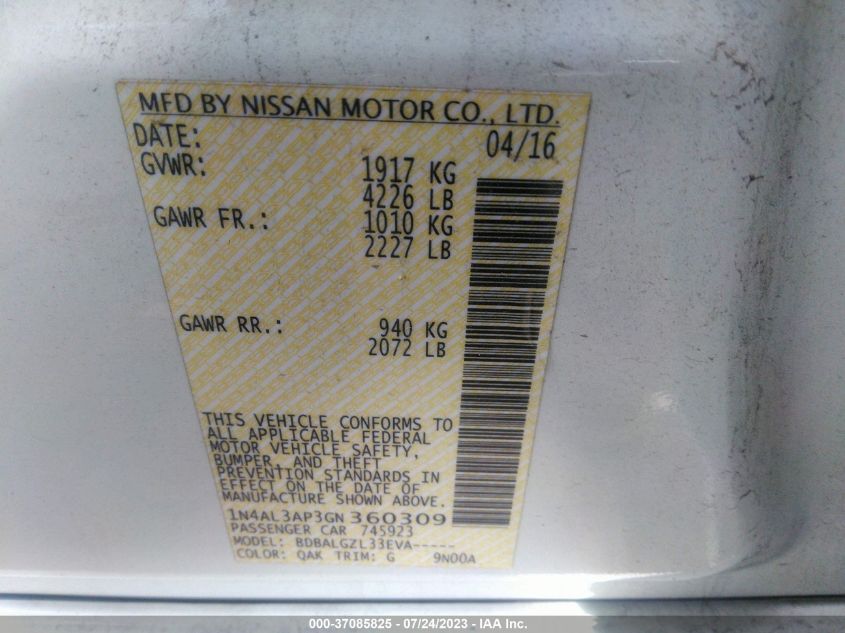 MFD BY NISSAN MOTOR CO., LTD.
DATE: 04/16
GVWR: 1917 KG
4226 LB
GAWR FR.: 1010 KG
2227 LB
GAWR RR.: 940 KG
2072 LB
THIS VEHICLE CONFORMS TO
ALL APPLICABLE FEDERAL
MOTOR VEHICLE SAFETY,
BUMPER, AND THEFT
PREVENTION STANDARDS IN
EFFECT ON THE DATE OF
MANUFACTURE SHOWN ABOVE.
1N4AL3AP3GN 360309
PASSENGER CAR 745923
MODEL: BDBALGZL33EVA-----
COLOR: QAK TRIM: G 9N00A
000-37085825 - 07/24/2023 - IAA Inc.